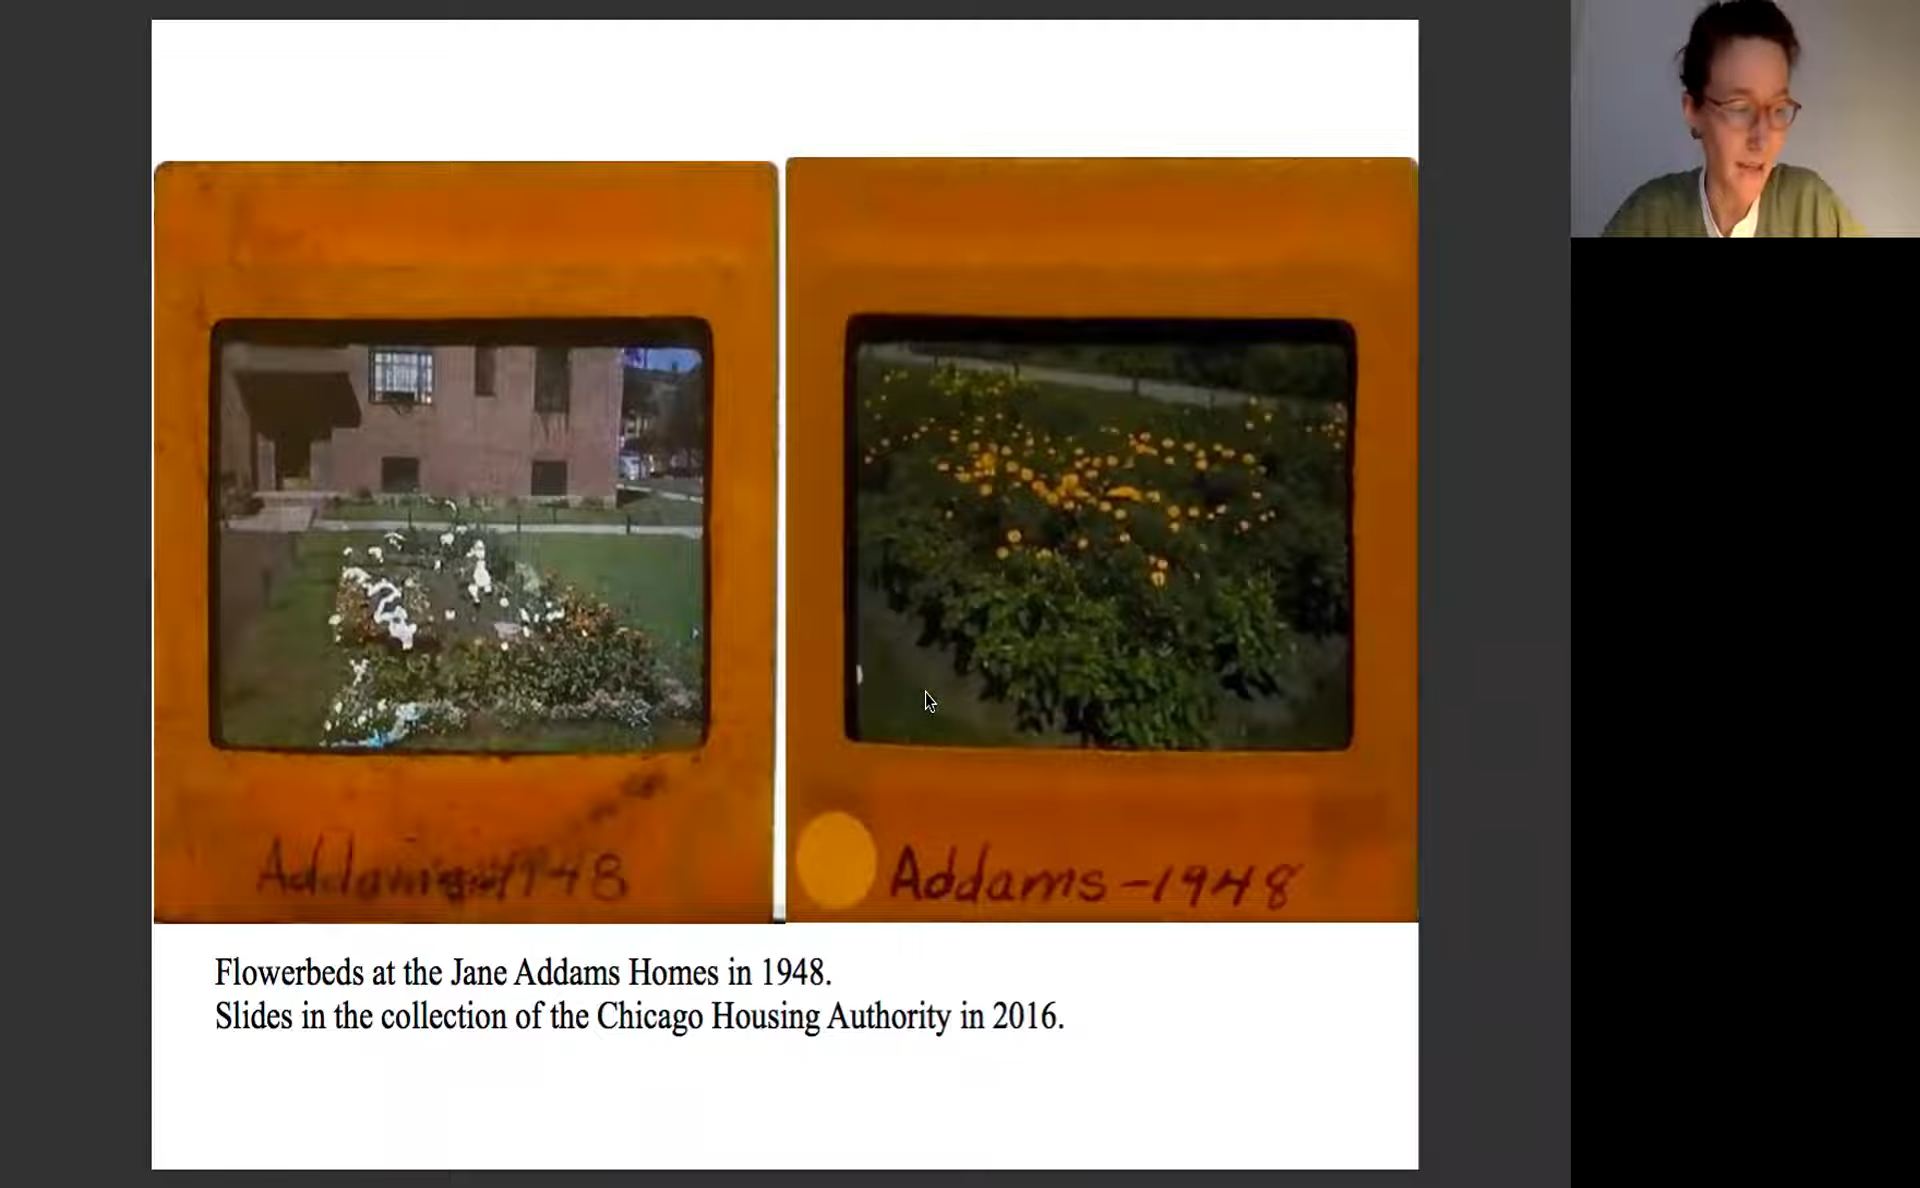 Addams-1948
Addams-1948
Flowerbeds at the Jane Addams Homes in 1948.
Slides in the collection of the Chicago Housing Authority in 2016.